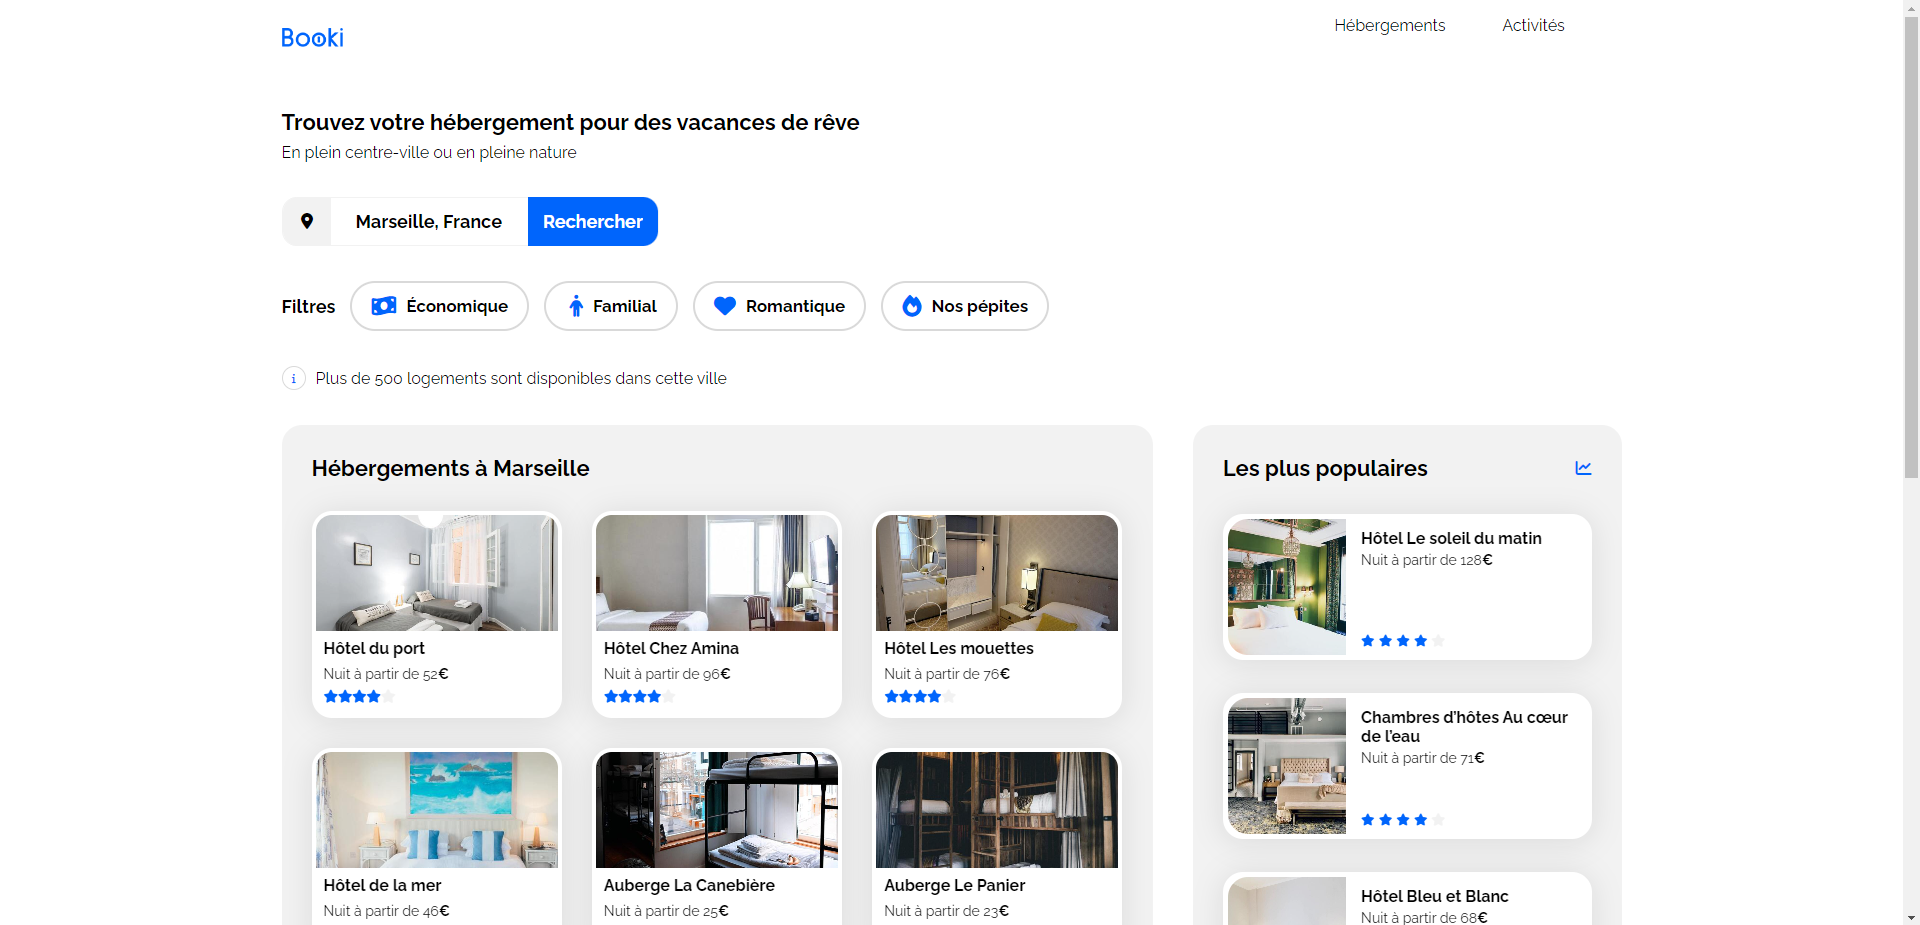 Booki
Hébergements
Activités
Trouvez votre hébergement pour des vacances de rêve
En plein centre-ville ou en pleine nature
Marseille, France
Rechercher
Filtres
Économique
Familial
Romantique
Nos pépites
i
Plus de 500 logements sont disponibles dans cette ville
Hébergements à Marseille
Hôtel du port
Nuit à partir de 52€
Hôtel Chez Amina
Nuit à partir de 96€
Hôtel Les mouettes
Nuit à partir de 76€
Hôtel de la mer
Nuit à partir de 46€
Auberge La Canebière
Nuit à partir de 25€
Auberge Le Panier
Nuit à partir de 23€
Les plus populaires
Hôtel Le soleil du matin
Nuit à partir de 128€
Chambres d’hôtes Au cœur
de l’eau
Nuit à partir de 71€
Hôtel Bleu et Blanc
Nuit à partir de 68€